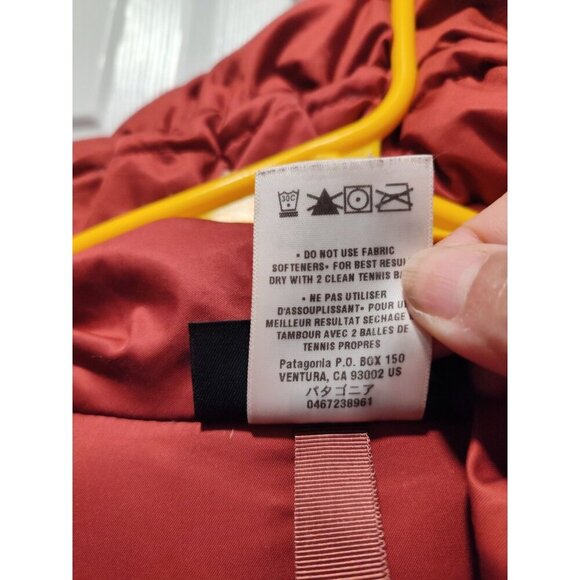 30C
• DO NOT USE FABRIC
SOFTENERS• FOR BEST
DRY WITH 2 CLEAN TENNIS
• NE PAS UTILISER
D'ASSOUPLISSANT• POUR
MEILLEUR RESULTAT SECHAGE
TAMBOUR AVEC 2 BALLES DE
TENNIS PROPRES
Patagonia P.O. BOX 150
VENTURA, CA 93002 US
パタゴニア
0467238961